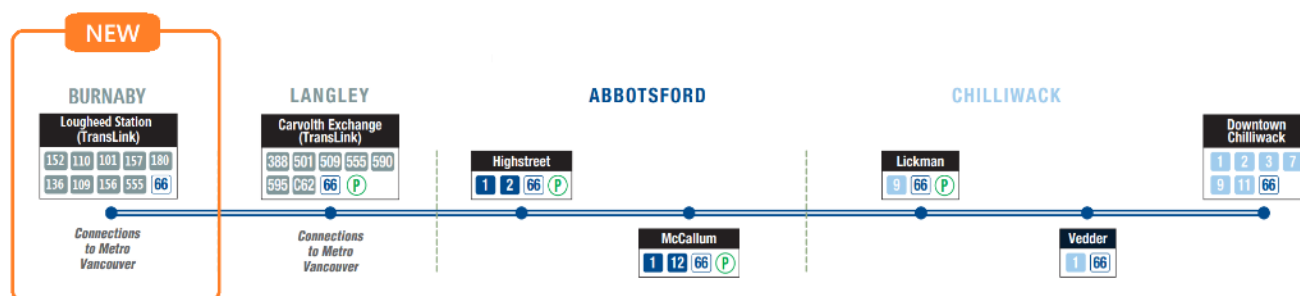 NEW
BURNABY
Lougheed Station
(TransLink)
152 110 101 157 180
136 109 156 555 66
Connections
to Metro
Vancouver
LANGLEY
Carvolth Exchange
(TransLink)
388 501 509 555 590
595 C62 66 P
Connections
to Metro
Vancouver
ABBOTSFORD
Highstreet
1 2 66 P
McCallum
1 12 66 P
CHILLIWACK
Lickman
9 66 P
Vedder
1 66
Downtown
Chilliwack
1 2 3 7
9 11 66